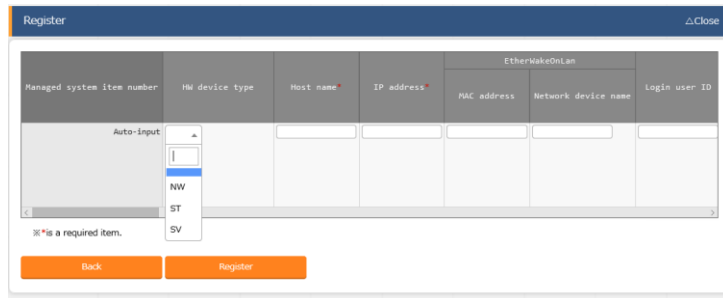 Register
△Close
EtherWakeOnLan
Managed system item number
HW device type
Host name*
IP address*
MAC address
Network device name
Login user ID
Auto-input
NW
ST
SV
※*is a required item.
Back
Register